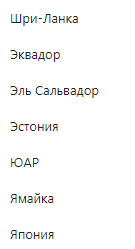 Шри-Ланка
Эквадор
Эль Сальвадор
Эстония
ЮАР
Ямайка
Япония